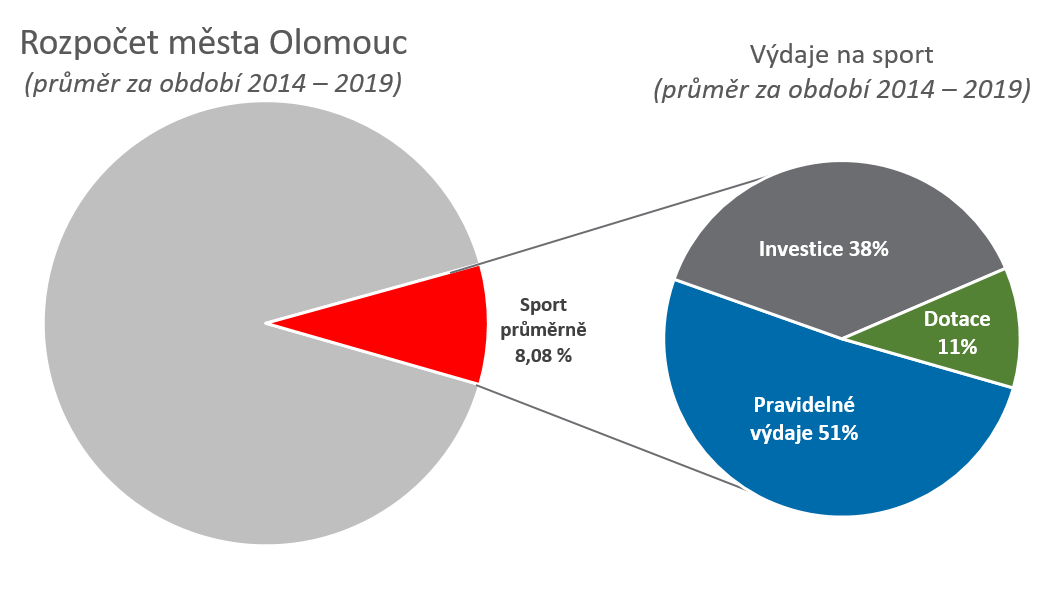 Rozpočet města Olomouc
(průměr za období 2014 – 2019)
Výdaje na sport
(průměr za období 2014 – 2019)
Sport
průměrně
8,08 %
Investice 38%
Dotace
11%
Pravidelné
výdaje 51%